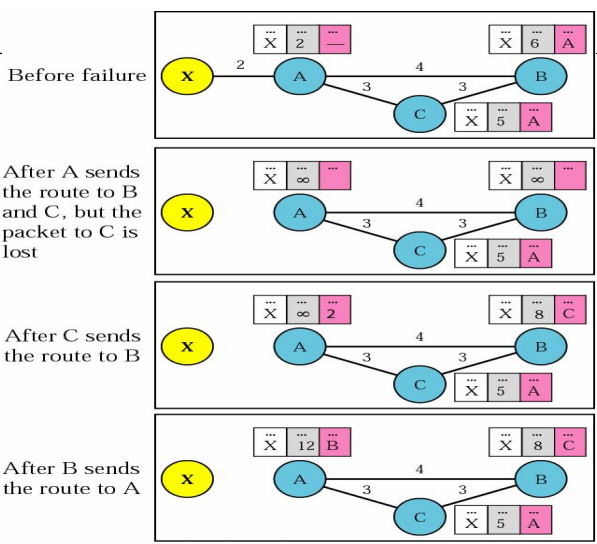 Before failure
... ... ...
X 2 —
... ... ...
X 6 A
X 2 A 4 B
3 3
C
... ... ...
X 5 A
After A sends
the route to B
and C, but the
packet to C is
lost
... ... ...
X ∞
... ... ...
X ∞
X A 4 B
3 3
C
... ... ...
X 5 A
After C sends
the route to B
... ... ...
X ∞ 2
... ... ...
X 8 C
X A 4 B
3 3
C
... ... ...
X 5 A
After B sends
the route to A
... ... ...
X 12 B
... ... ...
X 8 C
X A 4 B
3 3
C
... ... ...
X 5 A